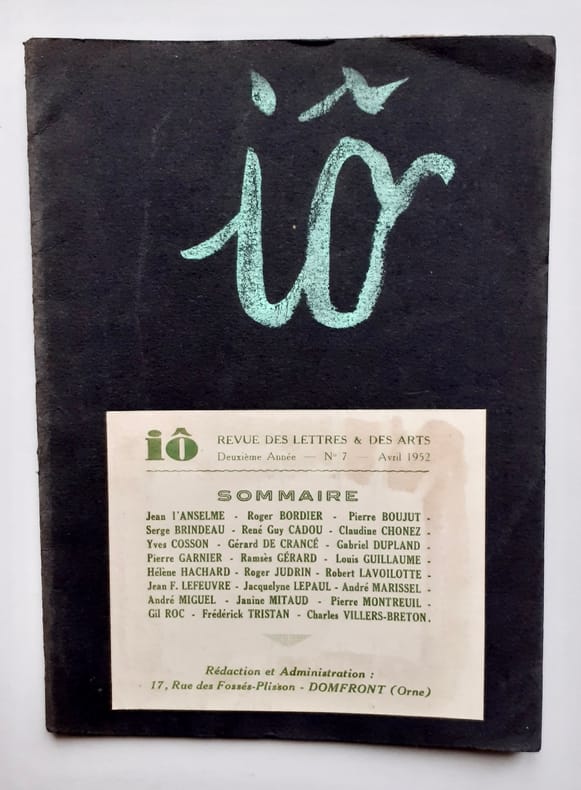 iô
iô REVUE DES LETTRES & DES ARTS
Deuxième Année — N° 7 — Avril 1952
SOMMAIRE
Jean l'ANSELME - Roger BORDIER - Pierre BOUJUT -
Serge BRINDEAU - René Guy CADOU - Claudine CHONEZ -
Yves COSSON - Gérard DE CRANCÉ - Gabriel DUPLAND -
Pierre GARNIER - Ramsès GÉRARD - Louis GUILLAUME -
Hélène HACHARD - Roger JUDRIN - Robert LAVOILOTTE -
Jean F. LEFEUVRE - Jacquelyne LEPAUL - André MARISSEL -
André MIGUEL - Janine MITAUD - Pierre MONTREUIL -
Gil ROC - Frédérick TRISTAN - Charles VILLERS-BRETON.
Rédaction et Administration :
17, Rue des Fossés-Plisson - DOMFRONT (Orne)